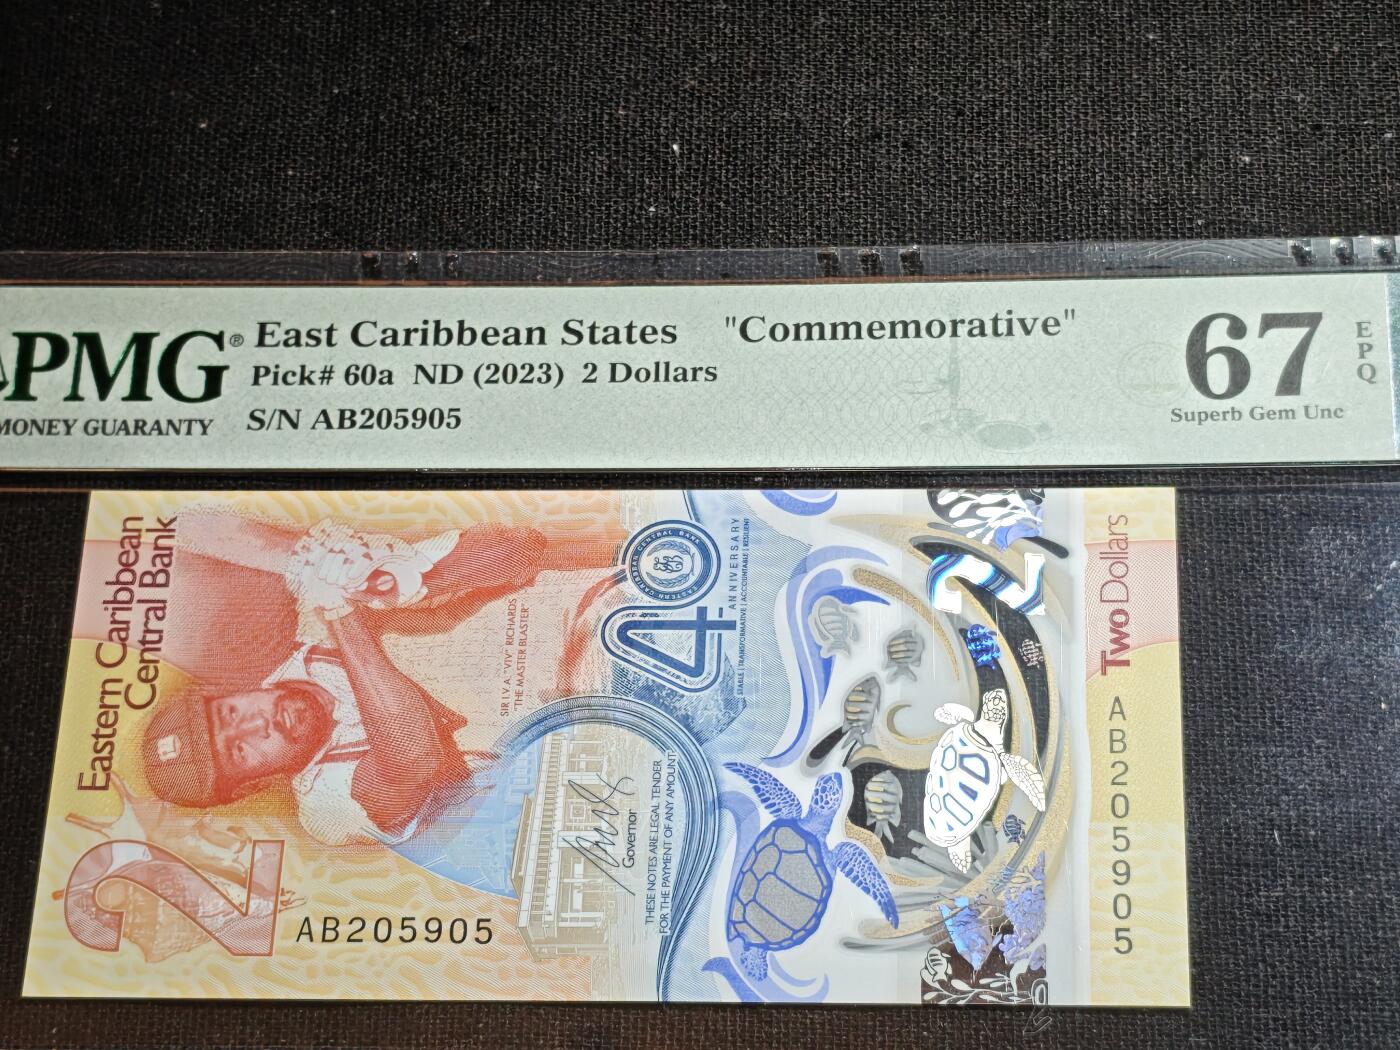 PMG®
MONEY GUARANTY
East Caribbean States "Commemorative"
Pick# 60a ND (2023) 2 Dollars
S/N AB205905
67
EPQ
Superb Gem Unc
Eastern Caribbean
Central Bank
2
AB205905
SIR I.V.A. "VIV" RICHARDS
"THE MASTER BLASTER"
EASTERN CARIBBEAN CENTRAL BANK
4
ANNIVERSARY
STABLE | TRANSFORMATIVE | ACCOUNTABLE | RESILIENT
Governor
THESE NOTES ARE LEGAL TENDER
FOR THE PAYMENT OF ANY AMOUNT
2
Two Dollars
AB205905